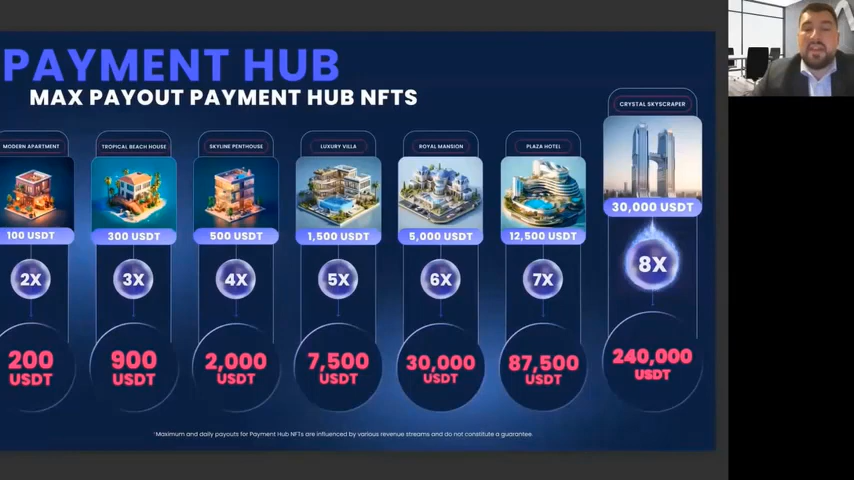 PAYMENT HUB
MAX PAYOUT PAYMENT HUB NFTS
MODERN APARTMENT
TROPICAL BEACH HOUSE
SKYLINE PENTHOUSE
LUXURY VILLA
ROYAL MANSION
PLAZA HOTEL
CRYSTAL SKYSCRAPER
100 USDT
300 USDT
500 USDT
1,500 USDT
5,000 USDT
12,500 USDT
30,000 USDT
2X
3X
4X
5X
6X
7X
8X
200
USDT
900
USDT
2,000
USDT
7,500
USDT
30,000
USDT
87,500
USDT
240,000
USDT
*Maximum and daily payouts for Payment Hub NFTs are influenced by various revenue streams and do not constitute a guarantee.